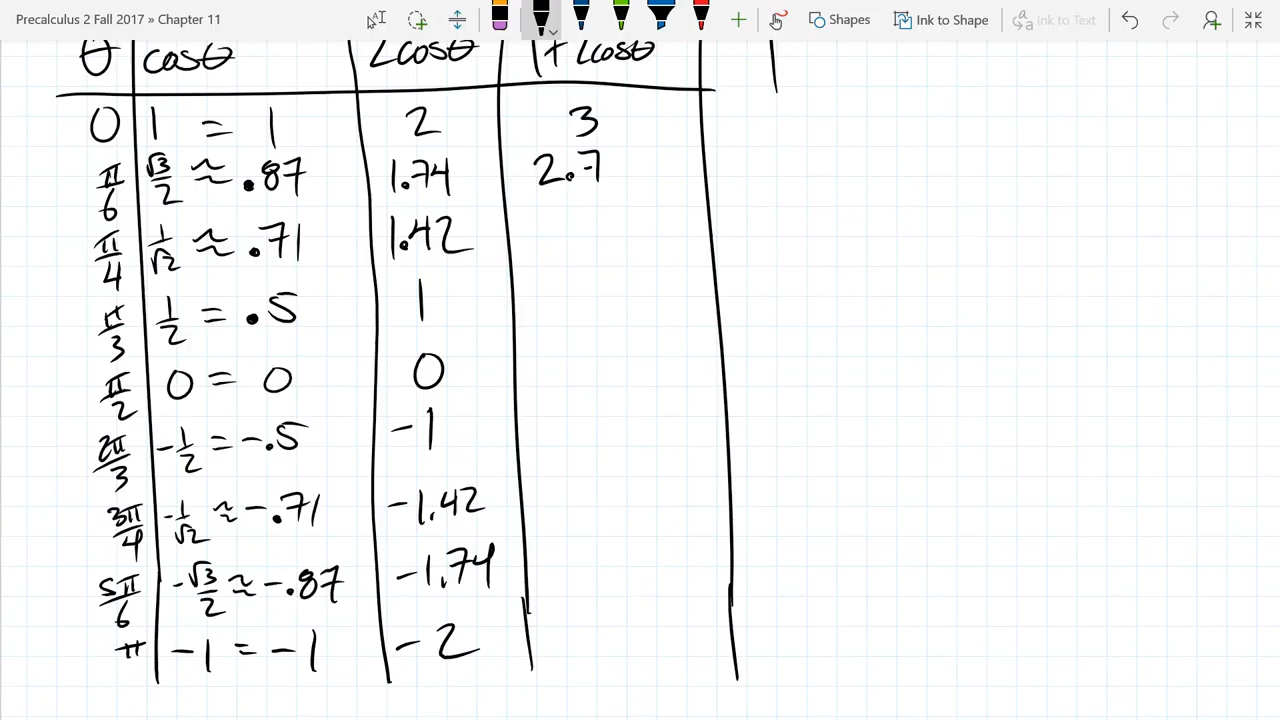 Precalculus 2 Fall 2017 » Chapter 11
Shapes Ink to Shape Ink to Text
θ cosθ 2cosθ 1+2cosθ
0 1 = 1 2 3
π/6 √3/2 ≈ .87 1.74 2.7
π/4 1/√2 ≈ .71 1.42
π/3 1/2 = .5 1
π/2 0 = 0 0
2π/3 -1/2 = -.5 -1
3π/4 -1/√2 ≈ -.71 -1.42
5π/6 -√3/2 ≈ -.87 -1.74
π -1 = -1 -2